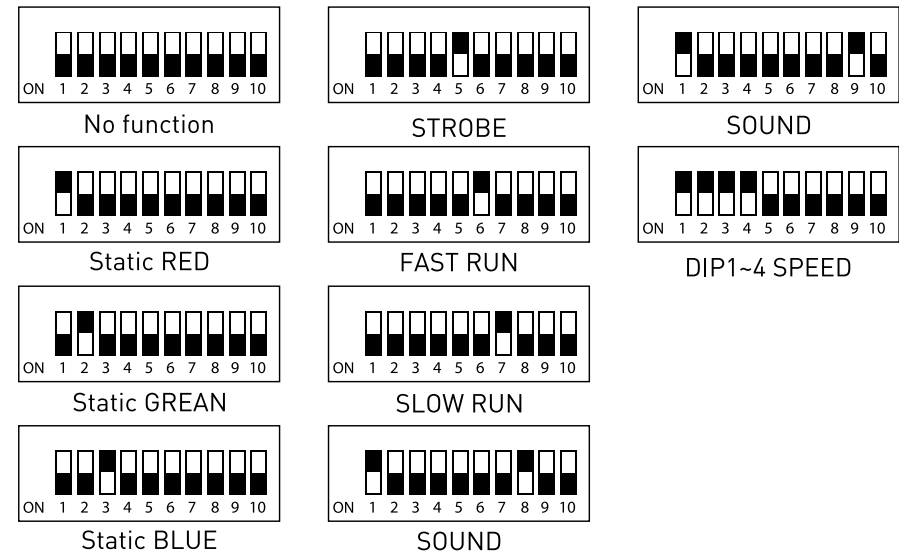 ON 1 2 3 4 5 6 7 8 9 10
No function
ON 1 2 3 4 5 6 7 8 9 10
Static RED
ON 1 2 3 4 5 6 7 8 9 10
Static GREAN
ON 1 2 3 4 5 6 7 8 9 10
Static BLUE
ON 1 2 3 4 5 6 7 8 9 10
STROBE
ON 1 2 3 4 5 6 7 8 9 10
FAST RUN
ON 1 2 3 4 5 6 7 8 9 10
SLOW RUN
ON 1 2 3 4 5 6 7 8 9 10
SOUND
ON 1 2 3 4 5 6 7 8 9 10
SOUND
ON 1 2 3 4 5 6 7 8 9 10
DIP1~4 SPEED